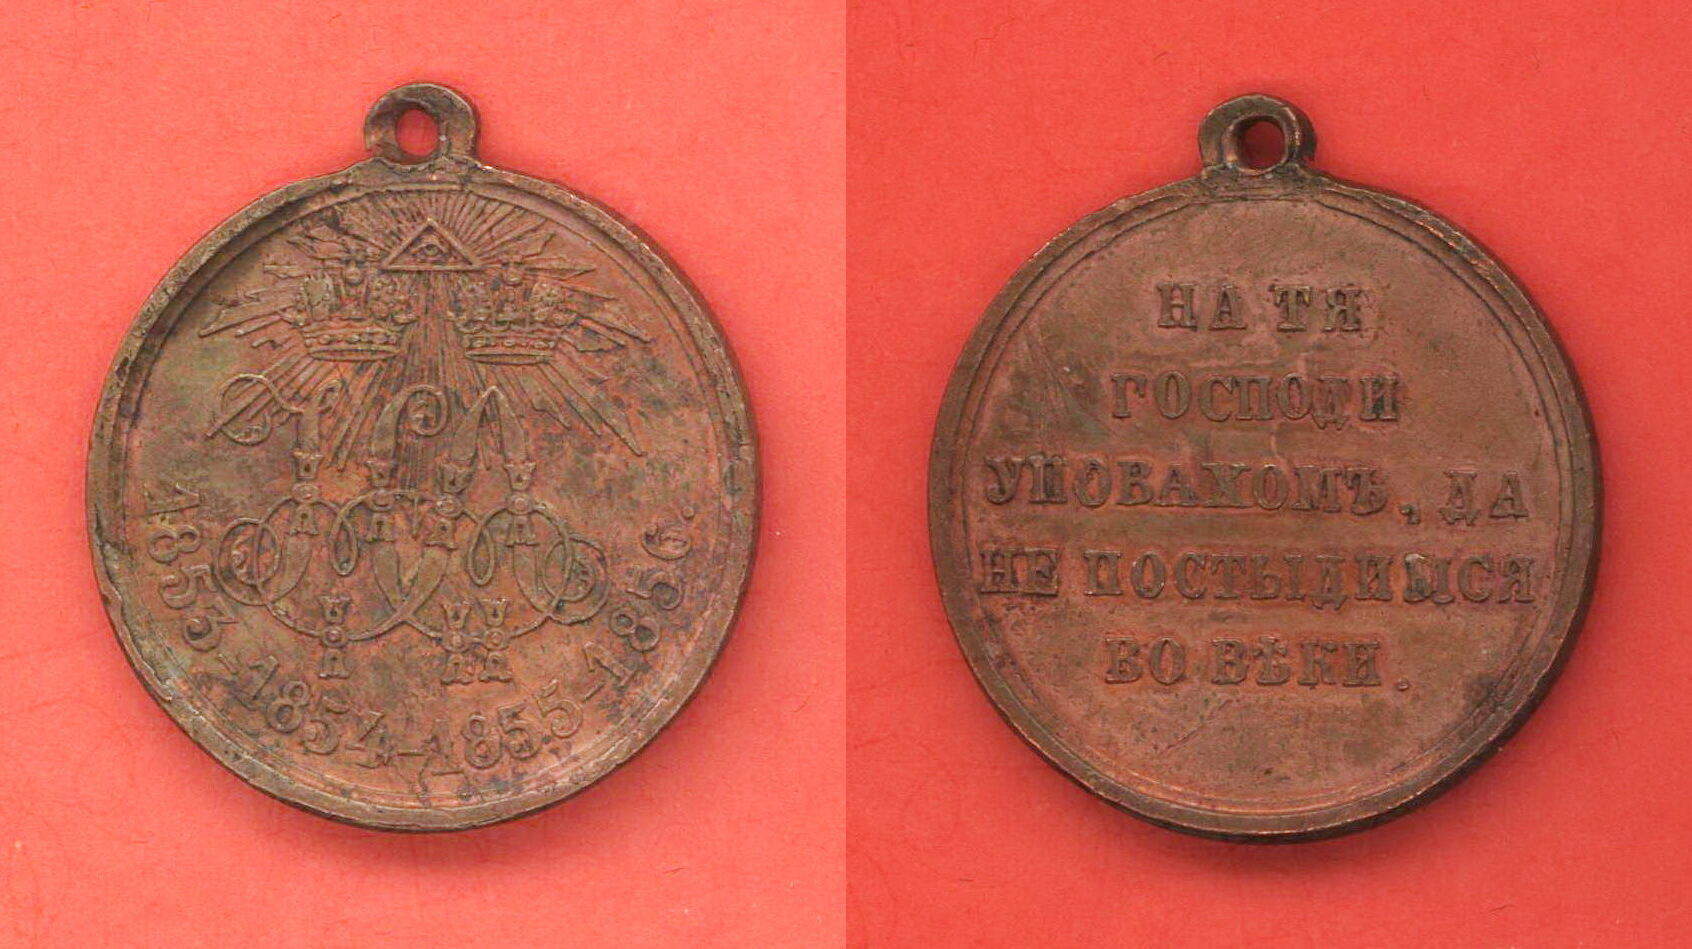 1853-1854-1855-1856.
НА ТЯ
ГОСПОДИ
УПОВАХОМЪ, ДА
НЕ ПОСТЫДИМСЯ
ВО ВѢКИ.